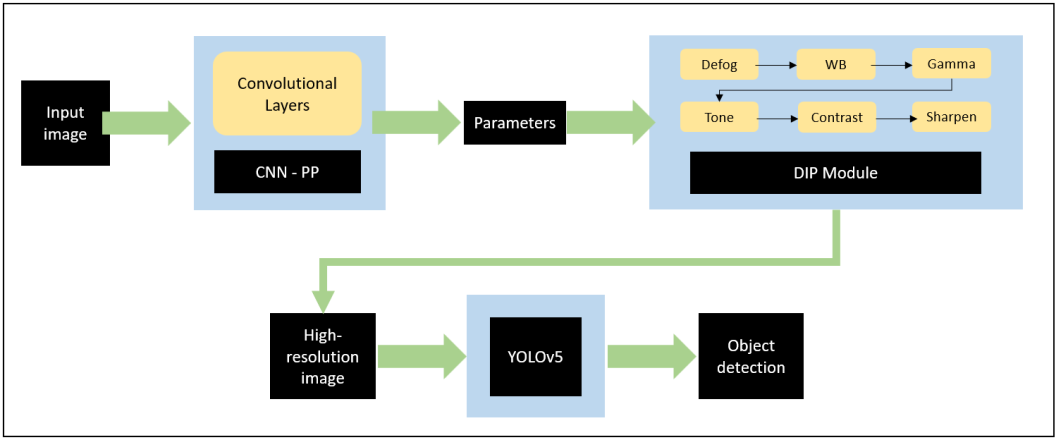 Input
image
Convolutional
Layers
CNN - PP
Parameters
Defog
WB
Gamma
Tone
Contrast
Sharpen
DIP Module
High-
resolution
image
YOLOv5
Object
detection